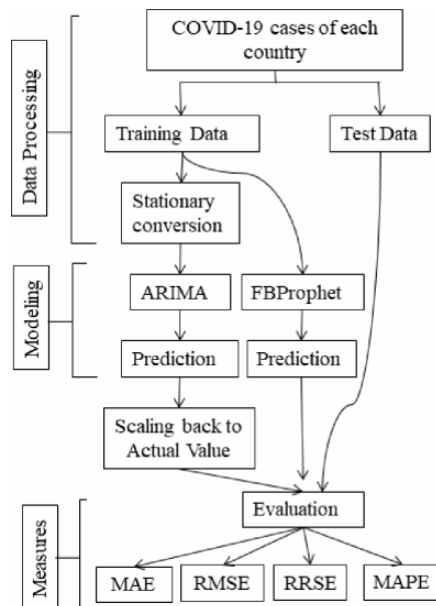 COVID-19 cases of each
country
Data Processing
Training Data
Test Data
Stationary
conversion
Modeling
ARIMA
FBProphet
Prediction
Prediction
Scaling back to
Actual Value
Evaluation
Measures
MAE
RMSE
RRSE
MAPE